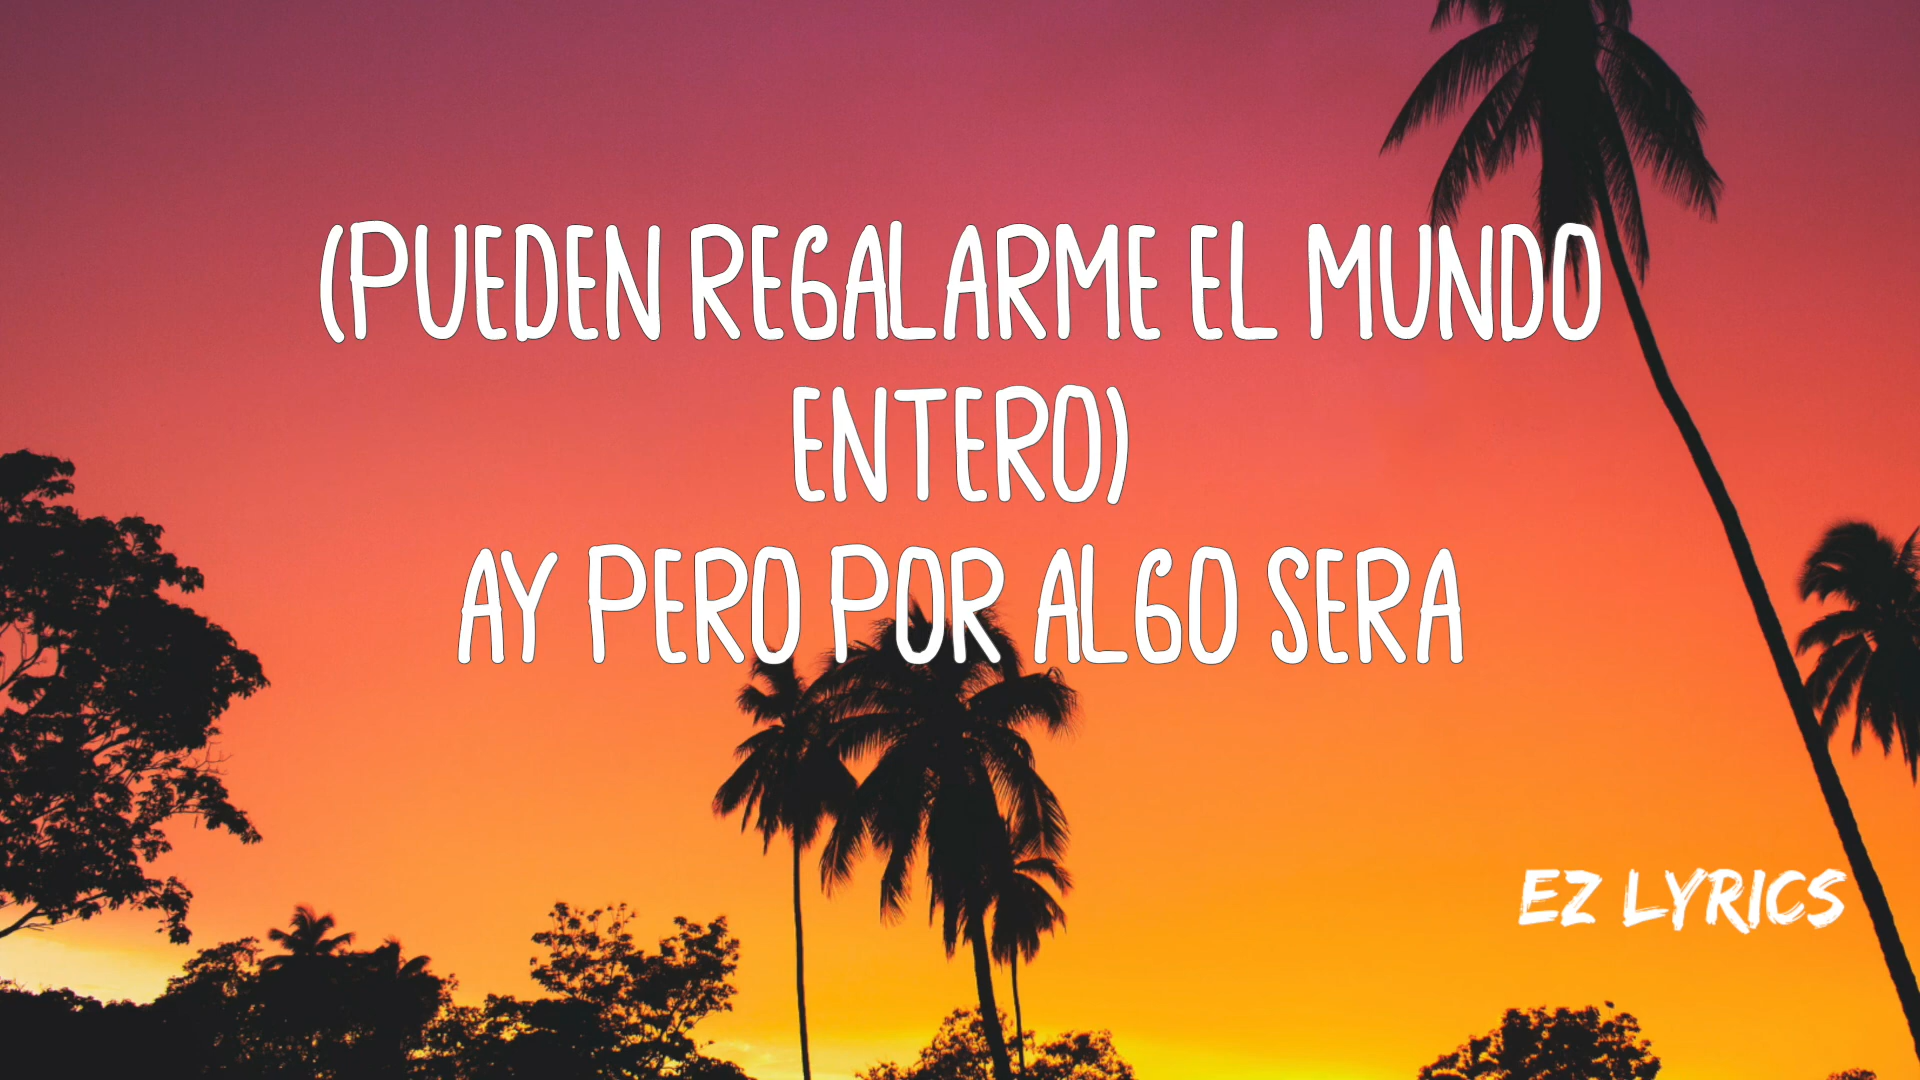 (PUEDEN REGALARME EL MUNDO
ENTERO)
AY PERO POR ALGO SERA
EZ LYRICS